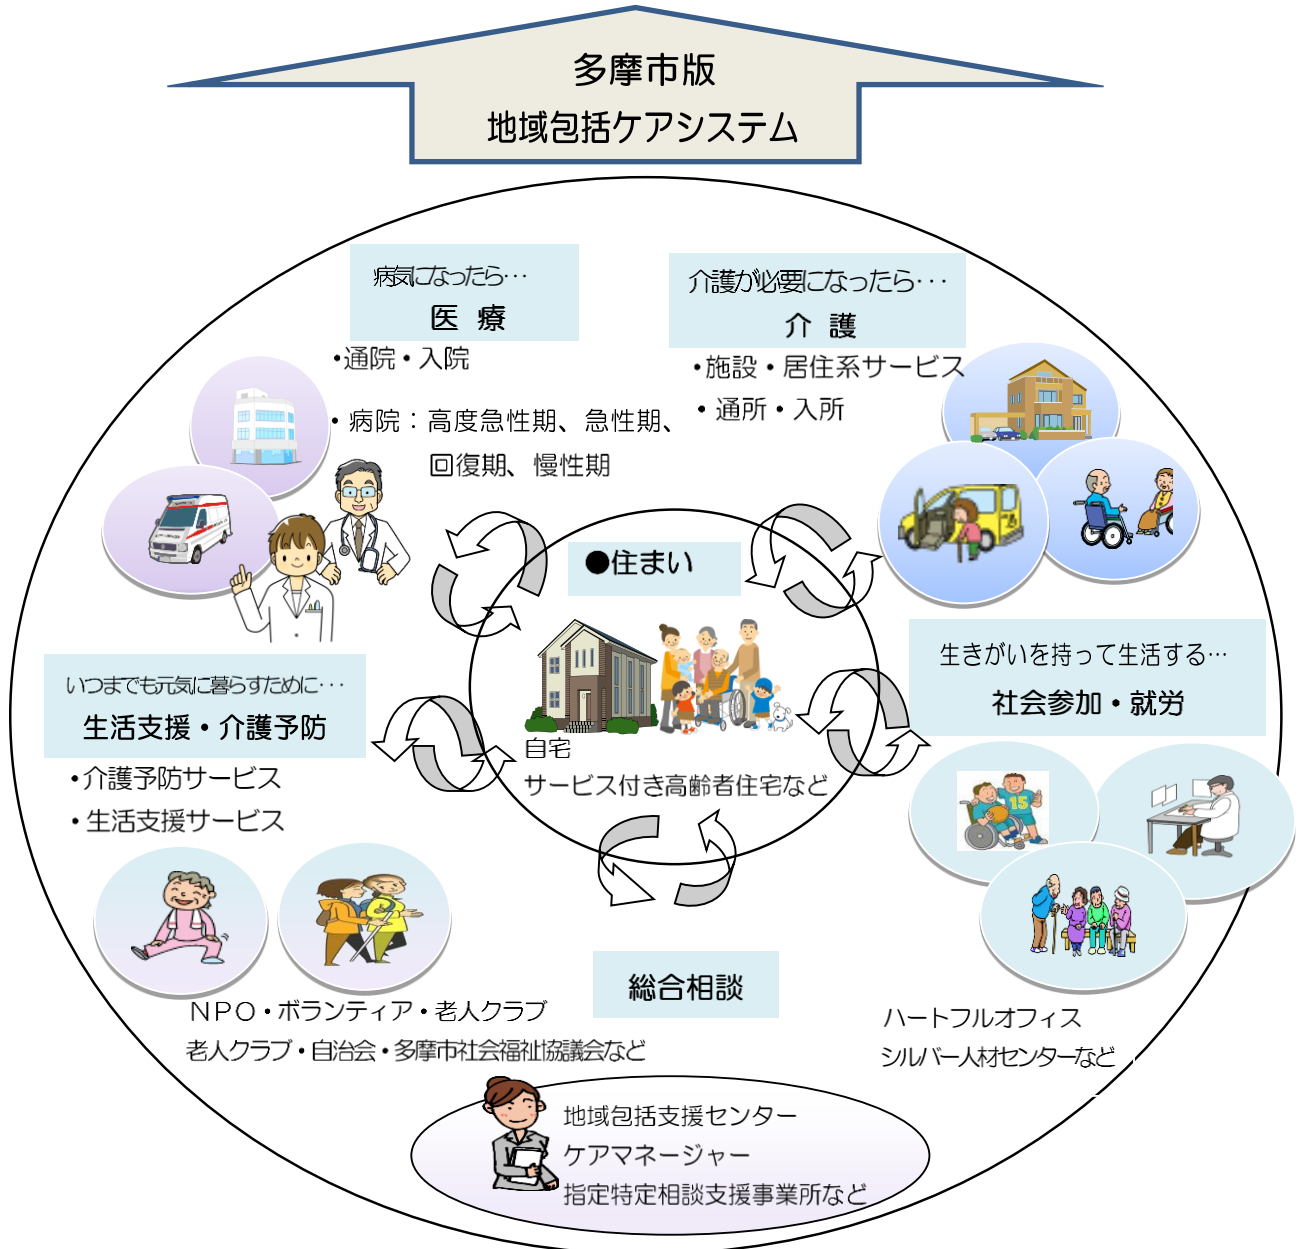 多摩市版
地域包括ケアシステム
病気になったら･･･
医 療
・通院・入院
・病院：高度急性期、急性期、
回復期、慢性期
介護が必要になったら･･･
介 護
・施設・居住系サービス
・通所・入所
●住まい
自宅
サービス付き高齢者住宅など
いつまでも元気に暮らすために･･･
生活支援・介護予防
・介護予防サービス
・生活支援サービス
NPO・ボランティア・老人クラブ
老人クラブ・自治会・多摩市社会福祉協議会など
生きがいを持って生活する…
社会参加・就労
15
ハートフルオフィス
シルバー人材センターなど
総合相談
地域包括支援センター
ケアマネージャー
指定特定相談支援事業所など